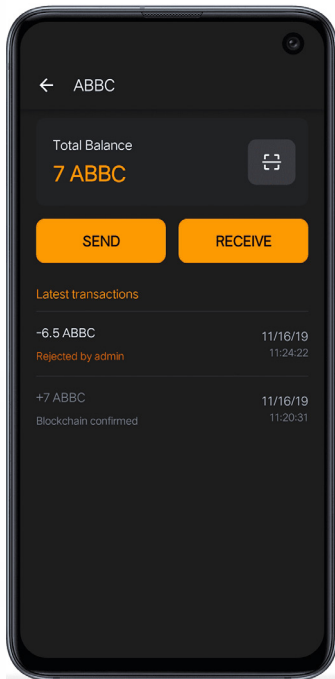 ABBC
Total Balance
7 ABBC
SEND
RECEIVE
Latest transactions
-6.5 ABBC
11/16/19
Rejected by admin
11:24:22
+7 ABBC
11/16/19
Blockchain confirmed
11:20:31